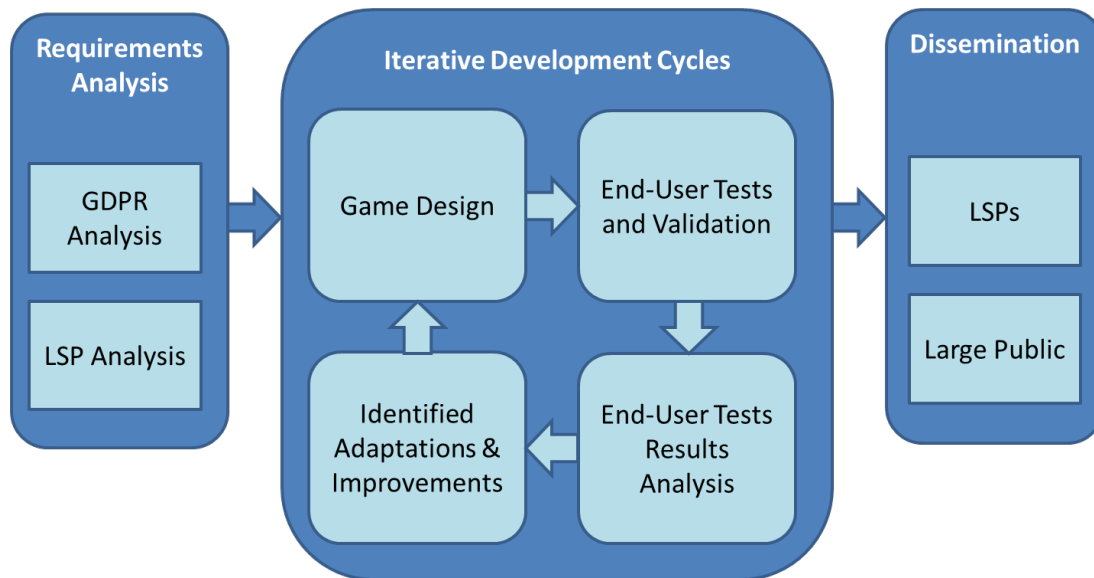 Requirements
Analysis
GDPR
Analysis
LSP Analysis
Iterative Development Cycles
Game Design
End-User Tests
and Validation
Identified
Adaptations &
Improvements
End-User Tests
Results
Analysis
Dissemination
LSPs
Large Public